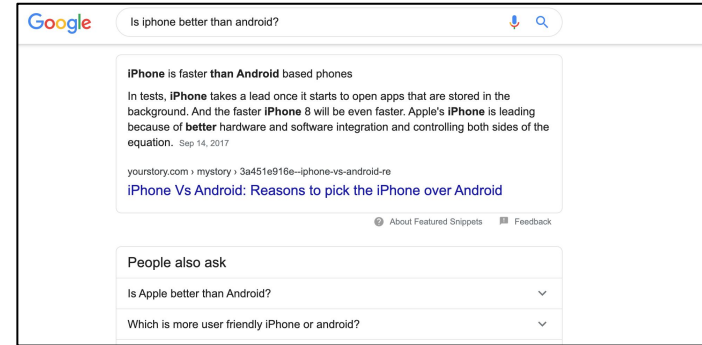 Google
Is iphone better than android?
iPhone is faster than Android based phones
In tests, iPhone takes a lead once it starts to open apps that are stored in the
background. And the faster iPhone 8 will be even faster. Apple's iPhone is leading
because of better hardware and software integration and controlling both sides of the
equation. Sep 14, 2017
yourstory.com › mystory › 3a451e916e--iphone-vs-android-re
iPhone Vs Android: Reasons to pick the iPhone over Android
About Featured Snippets Feedback
People also ask
Is Apple better than Android?
Which is more user friendly iPhone or android?